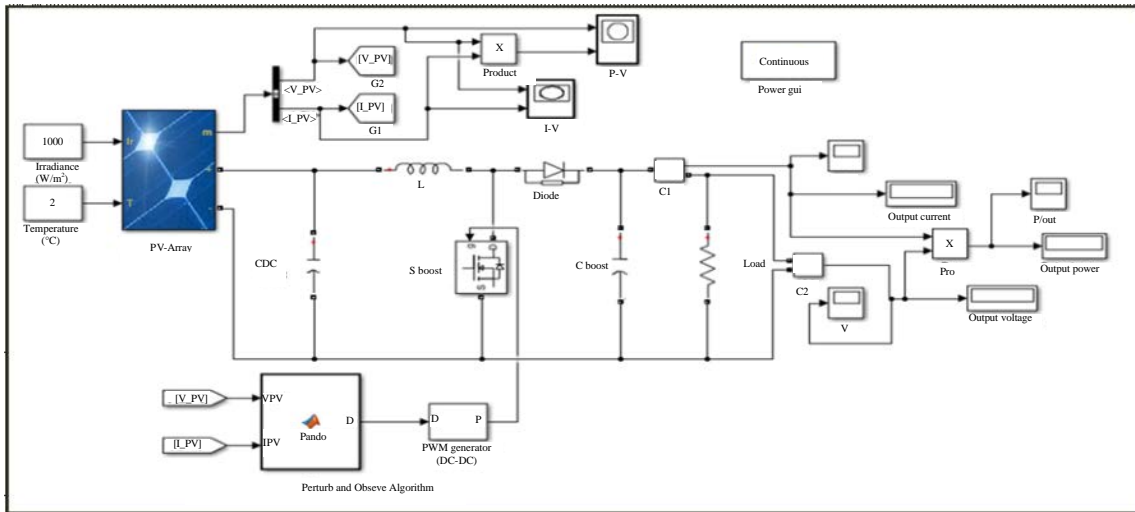 [V_PV]
X
Continuous
<V_PV>
G2
Product
P-V
Power gui
[I_PV]
<I_PV>
G1
I-V
m
1000
Ir
Irradiance
(W/m²)
L
Diode
C1
2
T
Output current
P/out
Temperature
(°C)
PV-Array
CDC
S boost
g
D
S
C boost
Load
X
Pro
Output power
C2
V
Output voltage
[V_PV]
VPV
[I_PV]
IPV
Pando
D
D
P
PWM generator
(DC-DC)
Perturb and Obseve Algorithm